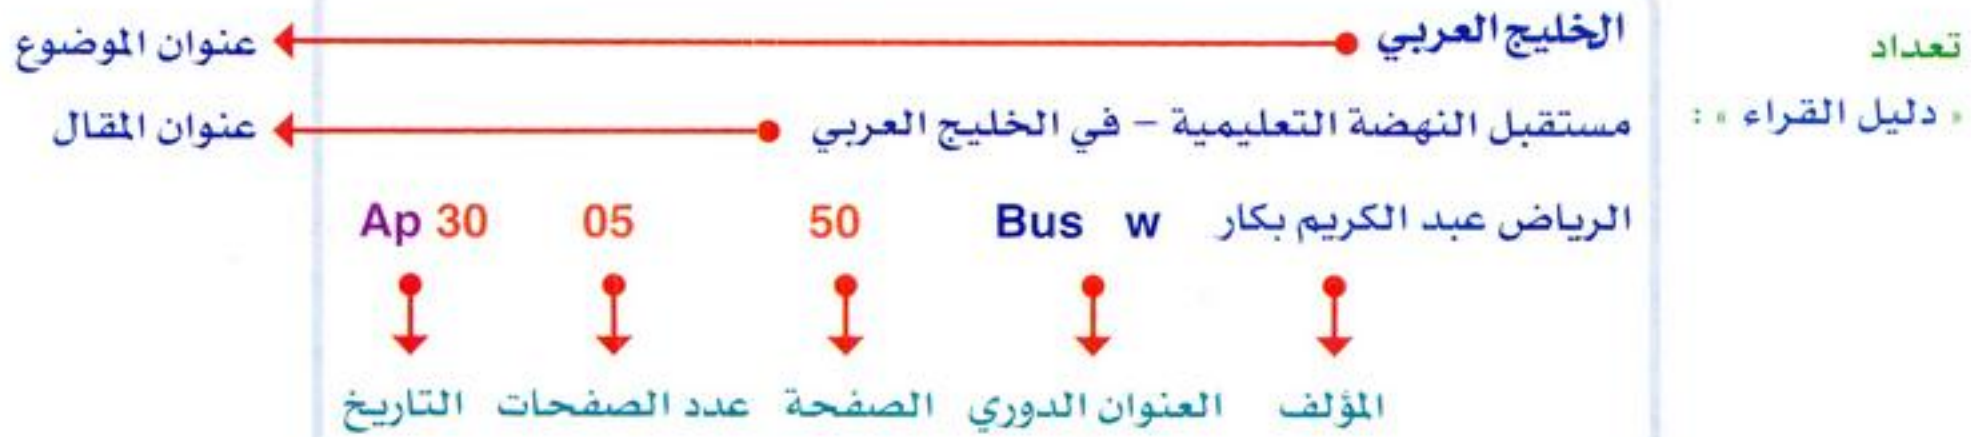 تعداد
« دليل القراء » :
الخليج العربي
عنوان الموضوع
مستقبل النهضة التعليمية – في الخليج العربي
عنوان المقال
الرياض عبد الكريم بكار Bus w 50 05 Ap 30
المؤلف العنوان الدوري الصفحة عدد الصفحات التاريخ